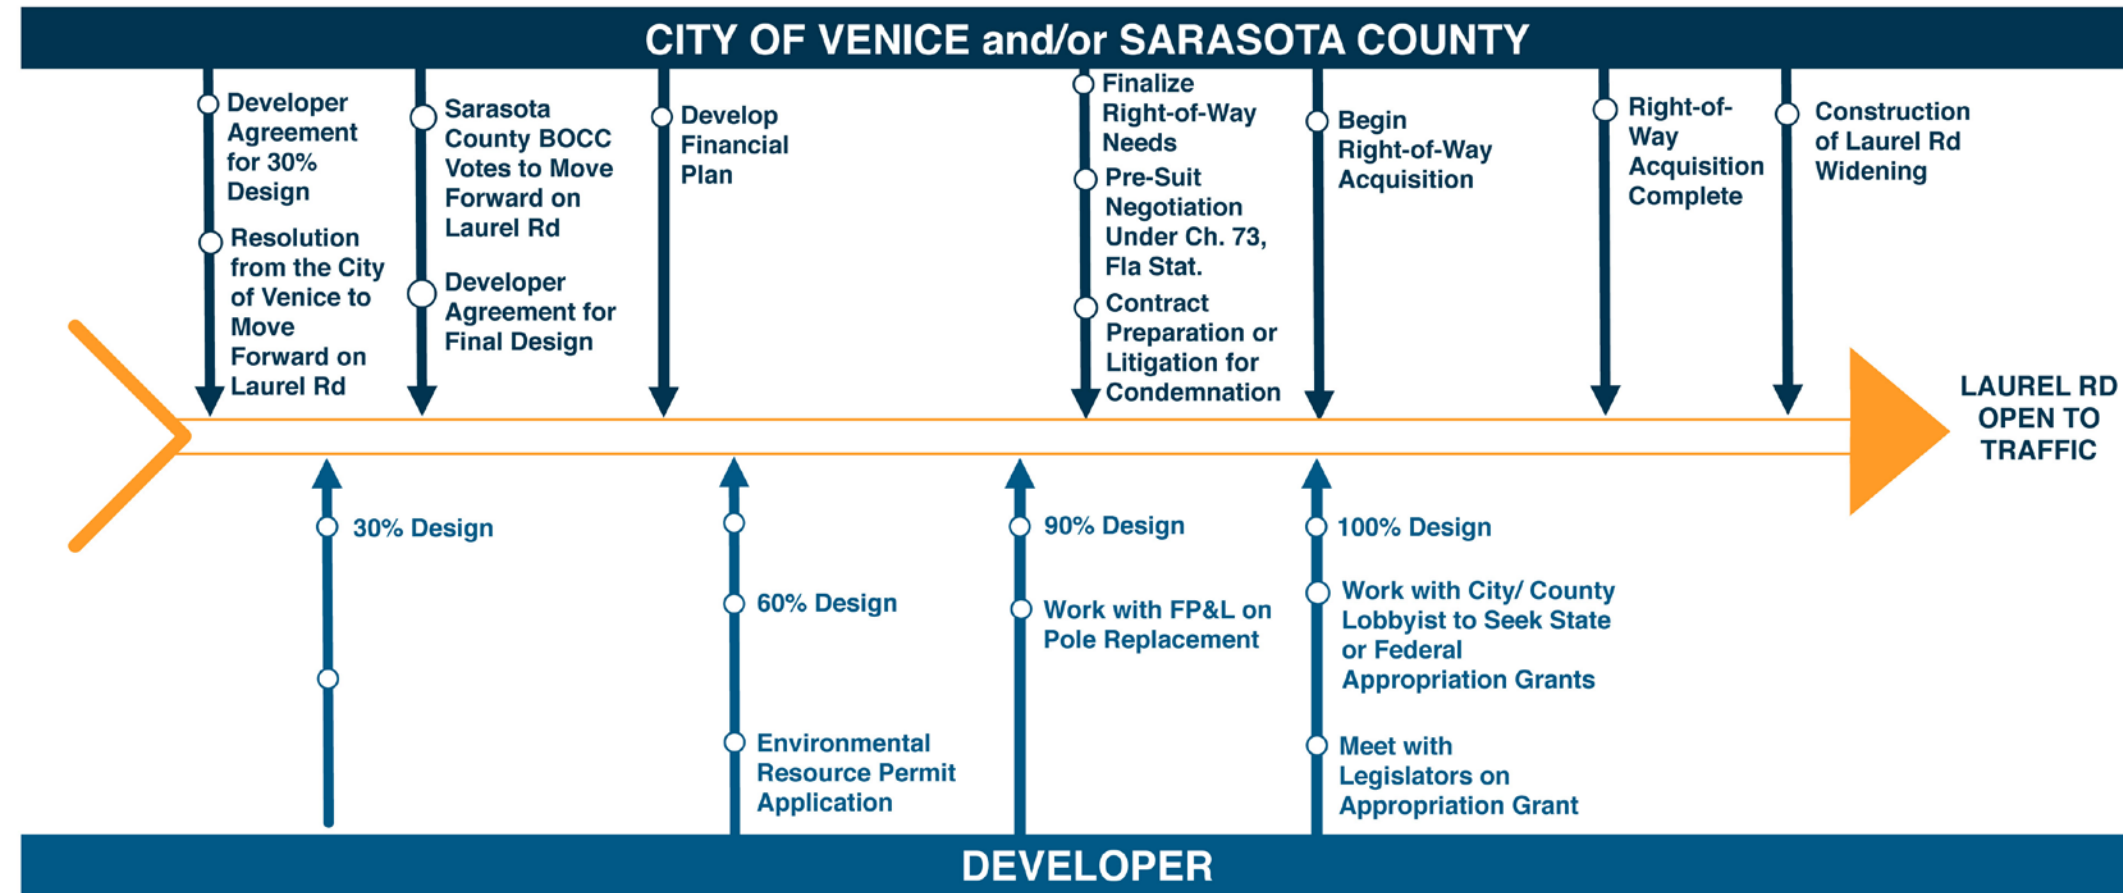 CITY OF VENICE and/or SARASOTA COUNTY
Developer
Agreement
for 30%
Design
Resolution
from the City
of Venice to
Move
Forward on
Laurel Rd
Sarasota
County BOCC
Votes to Move
Forward on
Laurel Rd
Developer
Agreement for
Final Design
Develop
Financial
Plan
Finalize
Right-of-Way
Needs
Pre-Suit
Negotiation
Under Ch. 73,
Fla Stat.
Contract
Preparation or
Litigation for
Condemnation
Begin
Right-of-Way
Acquisition
Right-of-
Way
Acquisition
Complete
Construction
of Laurel Rd
Widening
LAUREL RD
OPEN TO
TRAFFIC
30% Design
60% Design
Environmental
Resource Permit
Application
90% Design
Work with FP&L on
Pole Replacement
100% Design
Work with City/ County
Lobbyist to Seek State
or Federal
Appropriation Grants
Meet with
Legislators on
Appropriation Grant
DEVELOPER